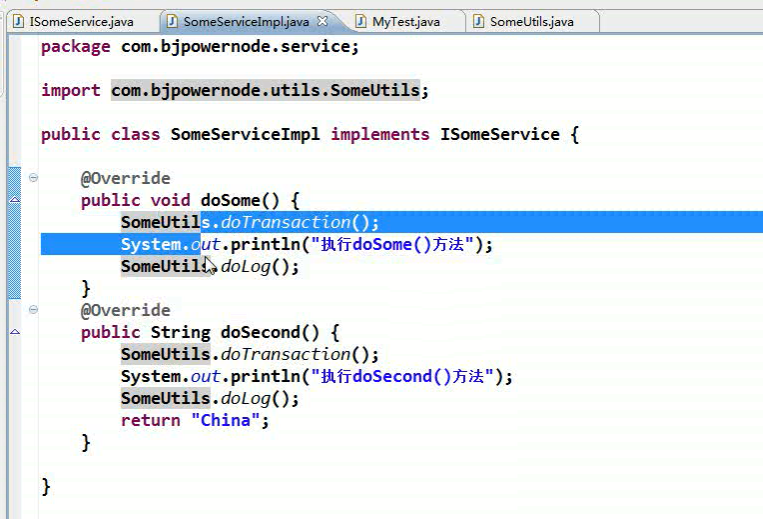 ISomeService.java SomeServiceImpl.java MyTest.java SomeUtils.java
package com.bjpowernode.service;
import com.bjpowernode.utils.SomeUtils;
public class SomeServiceImpl implements ISomeService {
@Override
public void doSome() {
SomeUtils.doTransaction();
System.out.println("执行doSome()方法");
SomeUtils.doLog();
}
@Override
public String doSecond() {
SomeUtils.doTransaction();
System.out.println("执行doSecond()方法");
SomeUtils.doLog();
return "China";
}
}